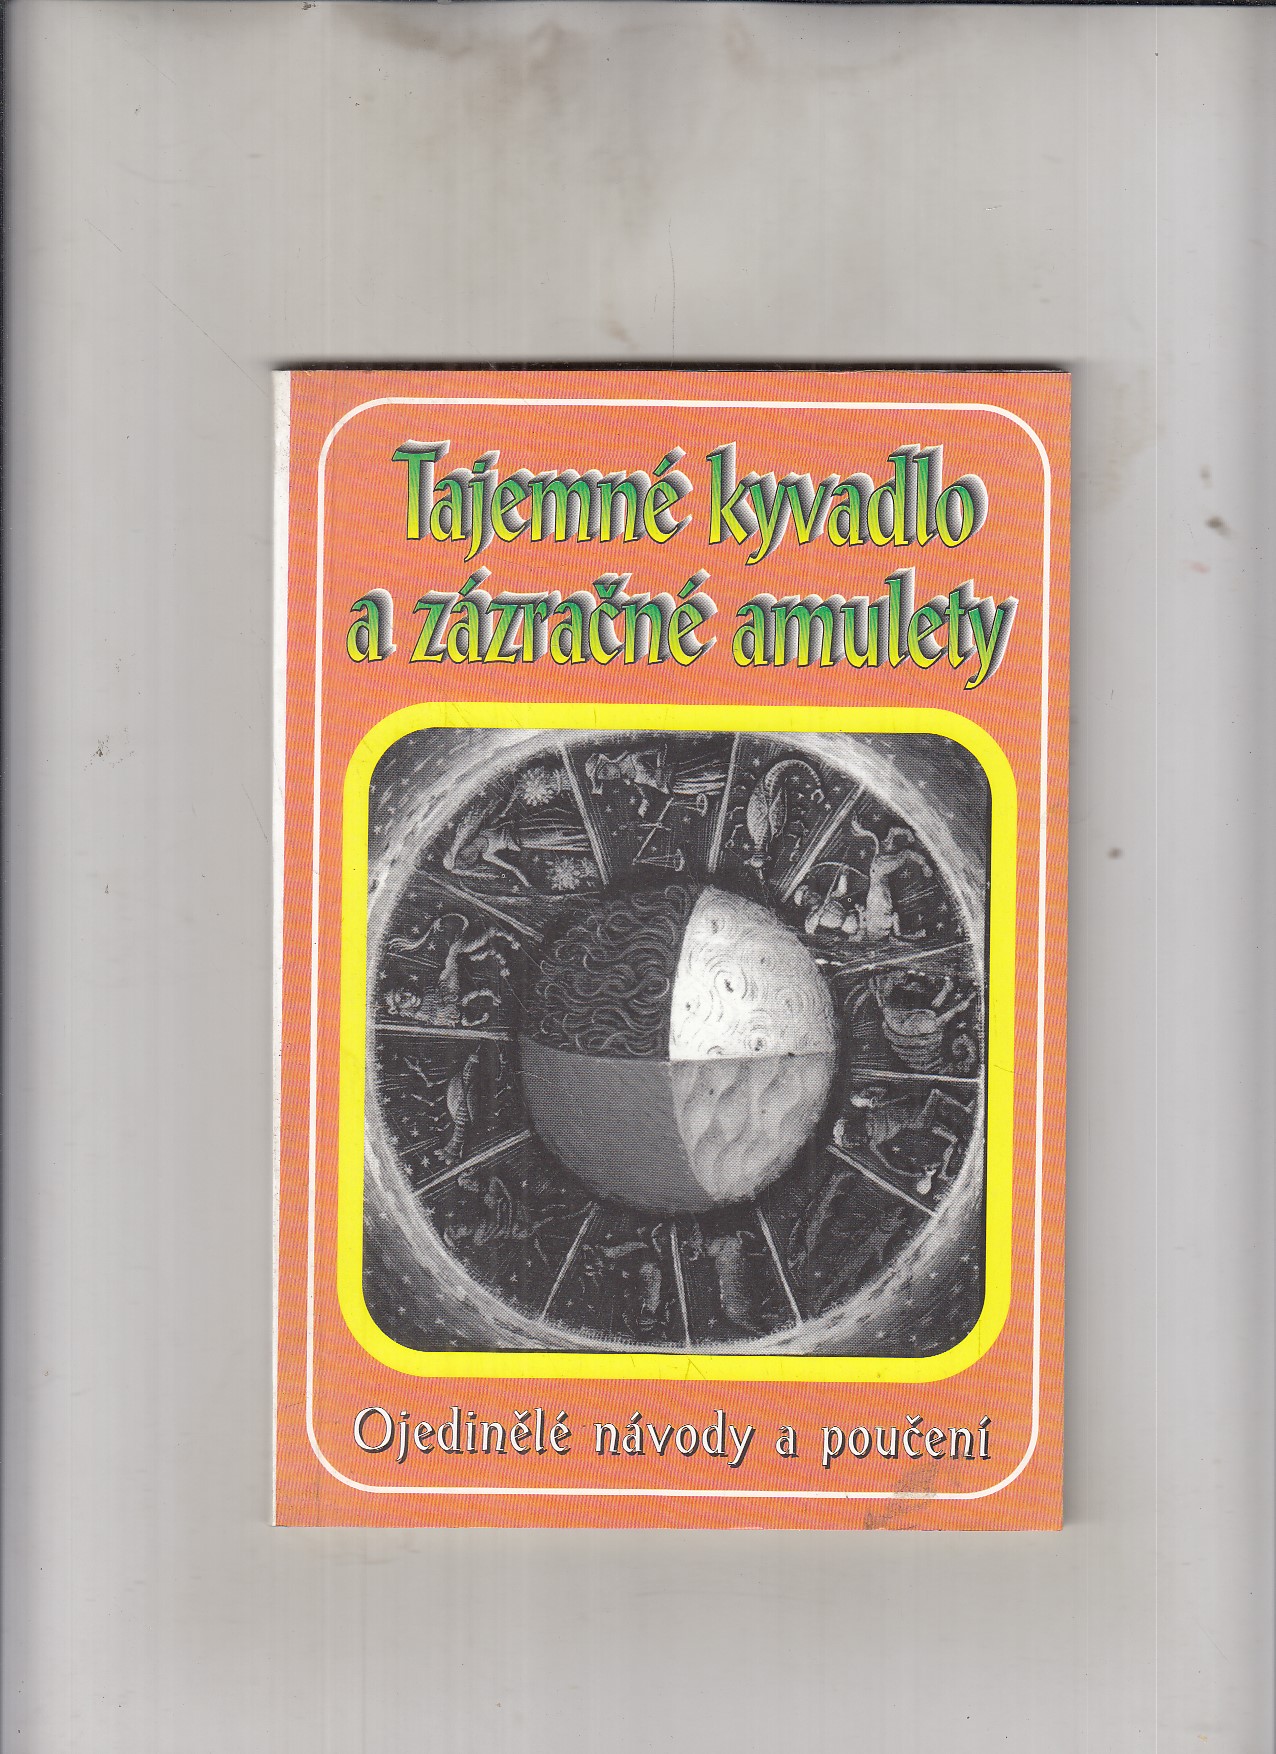 Tajemné kyvadlo
a zázračné amulety
Ojedinělé návody a poučení